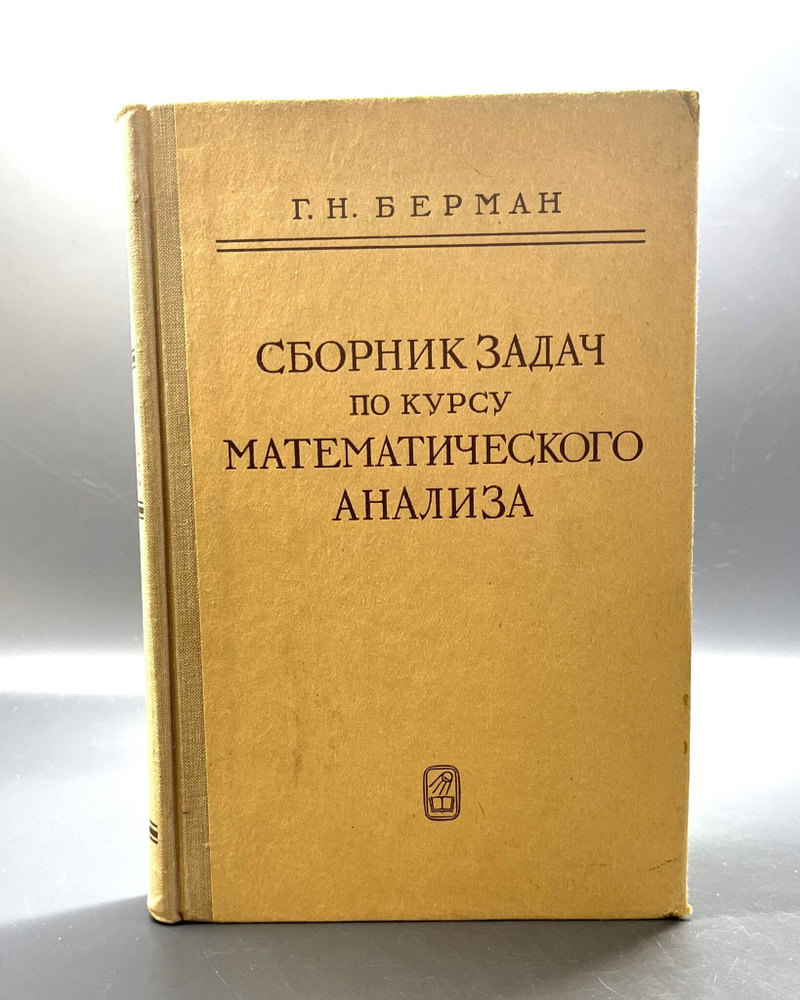 Г. Н. БЕРМАН
СБОРНИК ЗАДАЧ
ПО КУРСУ
МАТЕМАТИЧЕСКОГО
АНАЛИЗА